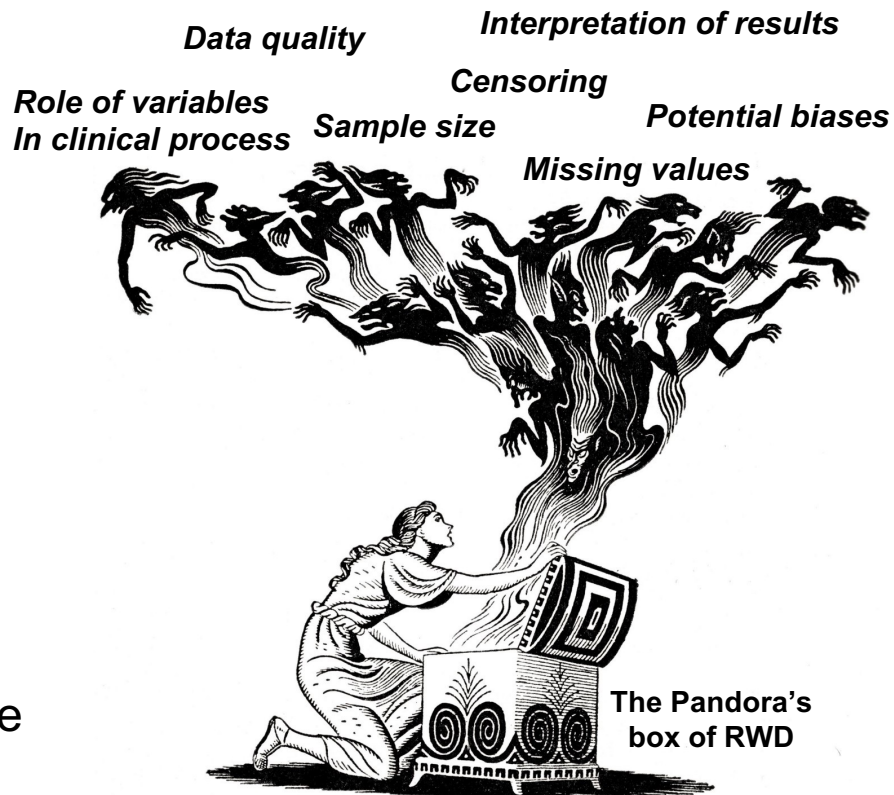 Data quality
Interpretation of results
Censoring
Role of variables
In clinical process
Sample size
Potential biases
Missing values
e
The Pandora's
box of RWD